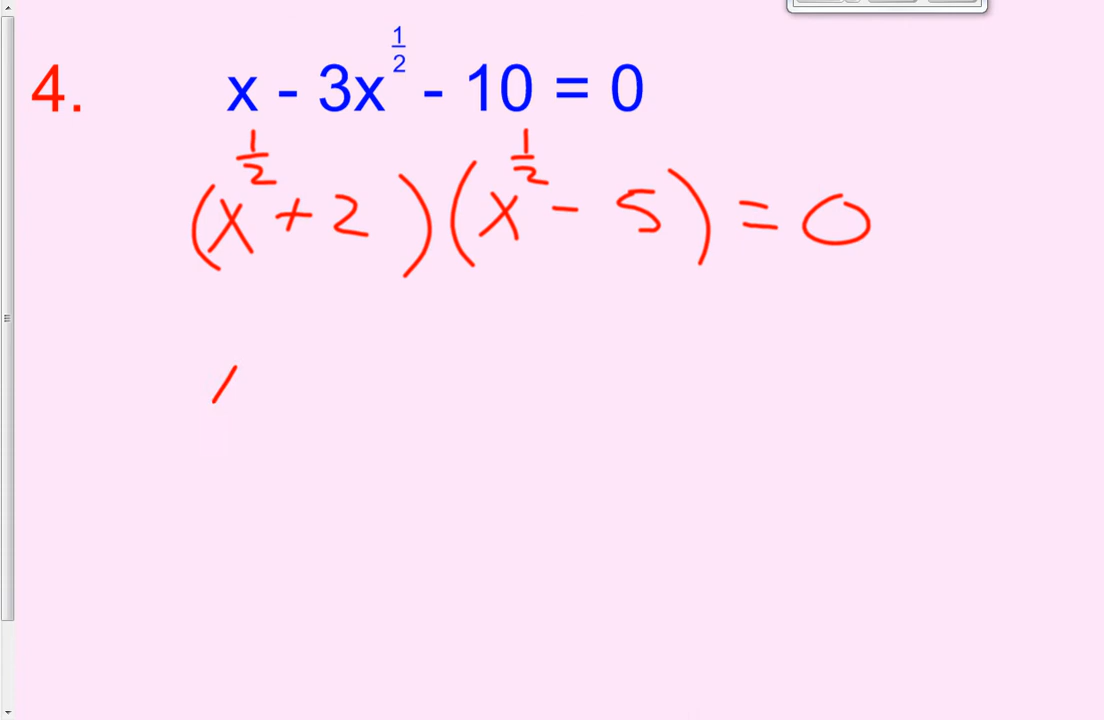 4. x - 3x^{1/2} - 10 = 0
(x^{1/2} + 2)(x^{1/2} - 5) = 0